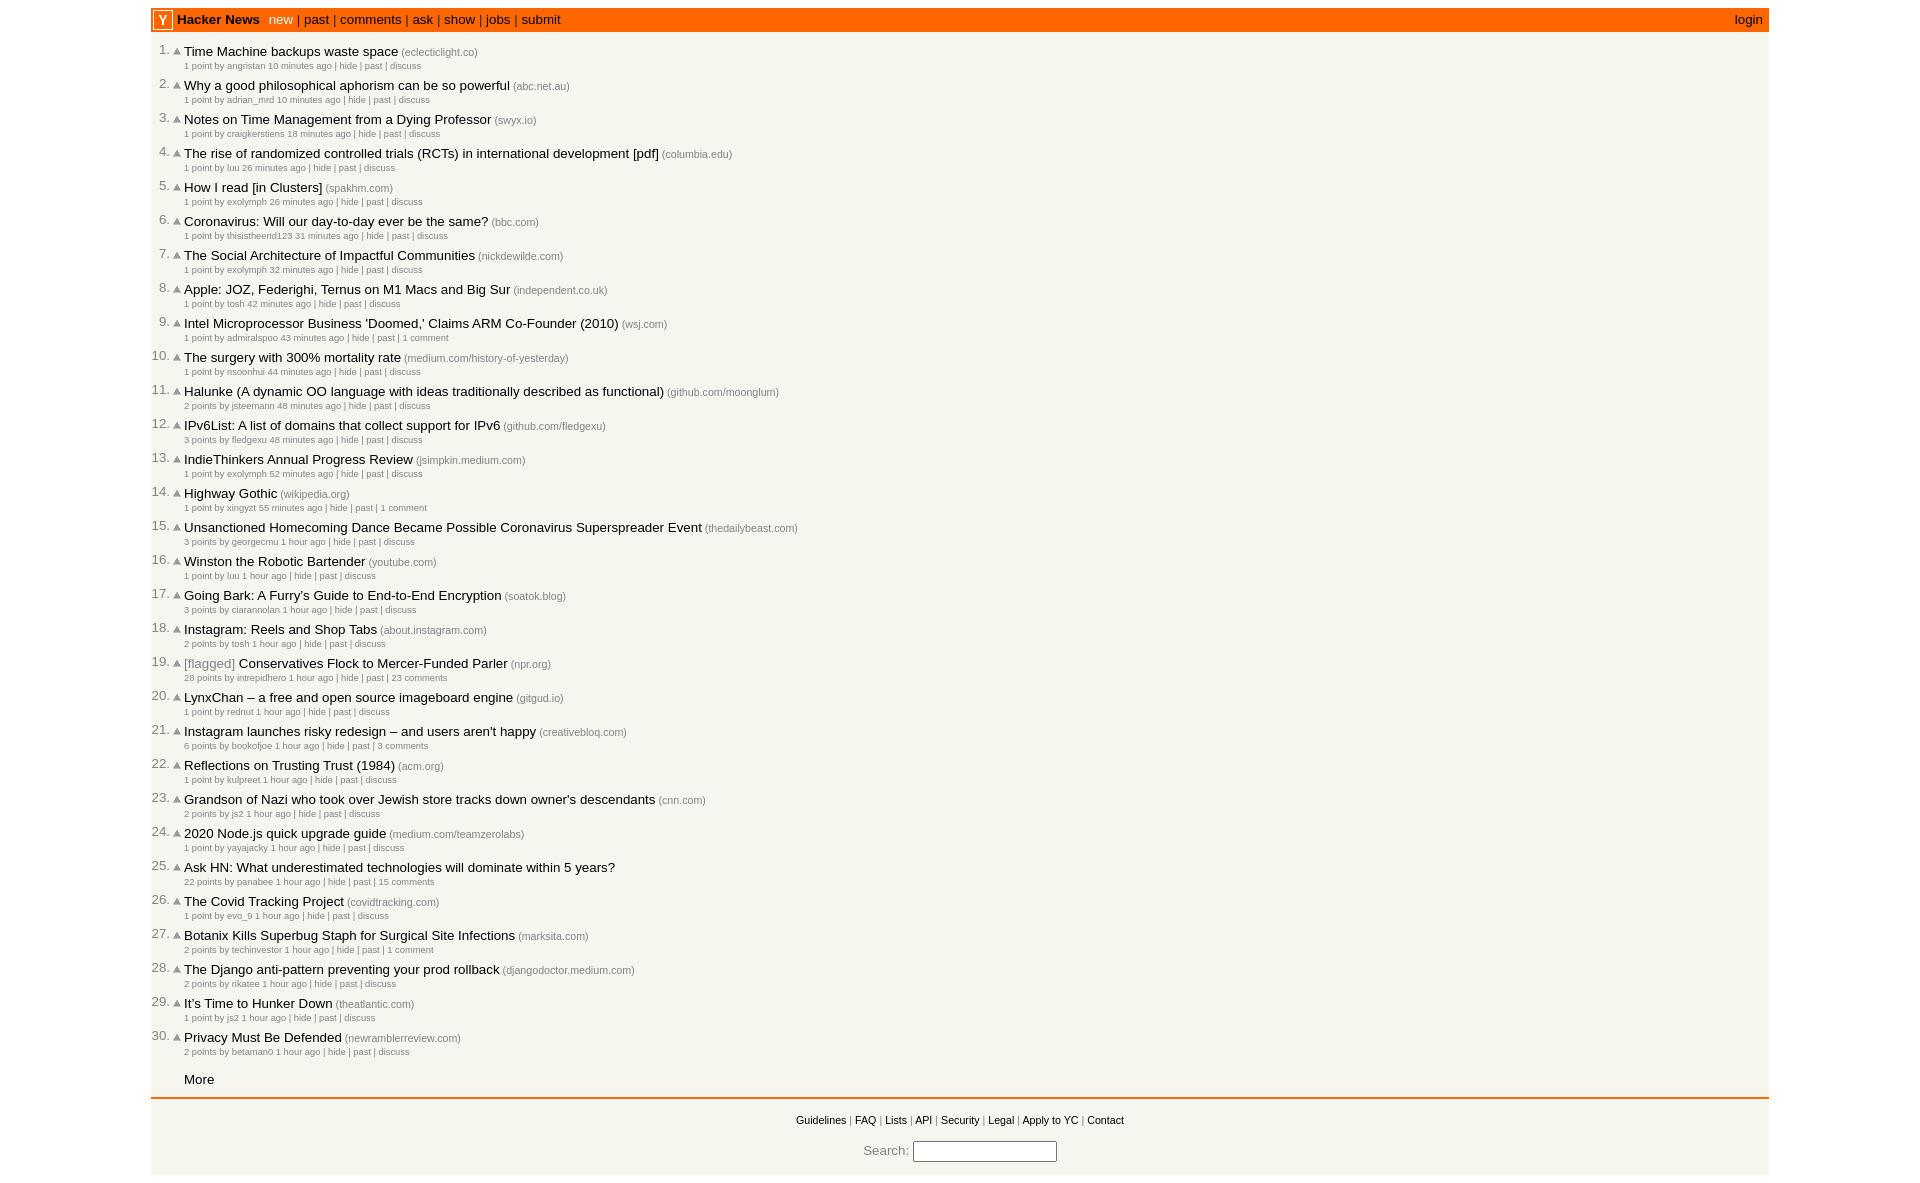 Y Hacker News new | past | comments | ask | show | jobs | submit login
1. Time Machine backups waste space (eclecticlight.co)
1 point by angristan 10 minutes ago | hide | past | discuss
2. Why a good philosophical aphorism can be so powerful (abc.net.au)
1 point by adrian_mrd 10 minutes ago | hide | past | discuss
3. Notes on Time Management from a Dying Professor (swyx.io)
1 point by craigkerstiens 18 minutes ago | hide | past | discuss
4. The rise of randomized controlled trials (RCTs) in international development [pdf] (columbia.edu)
1 point by luu 26 minutes ago | hide | past | discuss
5. How I read [in Clusters] (spakhm.com)
1 point by exolymph 26 minutes ago | hide | past | discuss
6. Coronavirus: Will our day-to-day ever be the same? (bbc.com)
1 point by thisistheend123 31 minutes ago | hide | past | discuss
7. The Social Architecture of Impactful Communities (nickdewilde.com)
1 point by exolymph 32 minutes ago | hide | past | discuss
8. Apple: JOZ, Federighi, Ternus on M1 Macs and Big Sur (independent.co.uk)
1 point by tosh 42 minutes ago | hide | past | discuss
9. Intel Microprocessor Business 'Doomed,' Claims ARM Co-Founder (2010) (wsj.com)
1 point by admiralspoo 43 minutes ago | hide | past | 1 comment
10. The surgery with 300% mortality rate (medium.com/history-of-yesterday)
1 point by nsoonhui 44 minutes ago | hide | past | discuss
11. Halunke (A dynamic OO language with ideas traditionally described as functional) (github.com/moonglum)
2 points by jsteemann 48 minutes ago | hide | past | discuss
12. IPv6List: A list of domains that collect support for IPv6 (github.com/fledgexu)
3 points by fledgexu 48 minutes ago | hide | past | discuss
13. IndieThinkers Annual Progress Review (jsimpkin.medium.com)
1 point by exolymph 52 minutes ago | hide | past | discuss
14. Highway Gothic (wikipedia.org)
1 point by xingyzt 55 minutes ago | hide | past | 1 comment
15. Unsanctioned Homecoming Dance Became Possible Coronavirus Superspreader Event (thedailybeast.com)
3 points by georgecmu 1 hour ago | hide | past | discuss
16. Winston the Robotic Bartender (youtube.com)
1 point by luu 1 hour ago | hide | past | discuss
17. Going Bark: A Furry’s Guide to End-to-End Encryption (soatok.blog)
3 points by ciarannolan 1 hour ago | hide | past | discuss
18. Instagram: Reels and Shop Tabs (about.instagram.com)
2 points by tosh 1 hour ago | hide | past | discuss
19. [flagged] Conservatives Flock to Mercer-Funded Parler (npr.org)
28 points by intrepidhero 1 hour ago | hide | past | 23 comments
20. LynxChan – a free and open source imageboard engine (gitgud.io)
1 point by rednut 1 hour ago | hide | past | discuss
21. Instagram launches risky redesign – and users aren't happy (creativebloq.com)
6 points by bookofjoe 1 hour ago | hide | past | 3 comments
22. Reflections on Trusting Trust (1984) (acm.org)
1 point by kulpreet 1 hour ago | hide | past | discuss
23. Grandson of Nazi who took over Jewish store tracks down owner's descendants (cnn.com)
2 points by js2 1 hour ago | hide | past | discuss
24. 2020 Node.js quick upgrade guide (medium.com/teamzerolabs)
1 point by yayajacky 1 hour ago | hide | past | discuss
25. Ask HN: What underestimated technologies will dominate within 5 years?
22 points by panabee 1 hour ago | hide | past | 15 comments
26. The Covid Tracking Project (covidtracking.com)
1 point by evo_9 1 hour ago | hide | past | discuss
27. Botanix Kills Superbug Staph for Surgical Site Infections (marksita.com)
2 points by techinvestor 1 hour ago | hide | past | 1 comment
28. The Django anti-pattern preventing your prod rollback (djangodoctor.medium.com)
2 points by rikatee 1 hour ago | hide | past | discuss
29. It’s Time to Hunker Down (theatlantic.com)
1 point by js2 1 hour ago | hide | past | discuss
30. Privacy Must Be Defended (newramblerreview.com)
2 points by betaman0 1 hour ago | hide | past | discuss
More
Guidelines | FAQ | Lists | API | Security | Legal | Apply to YC | Contact
Search: